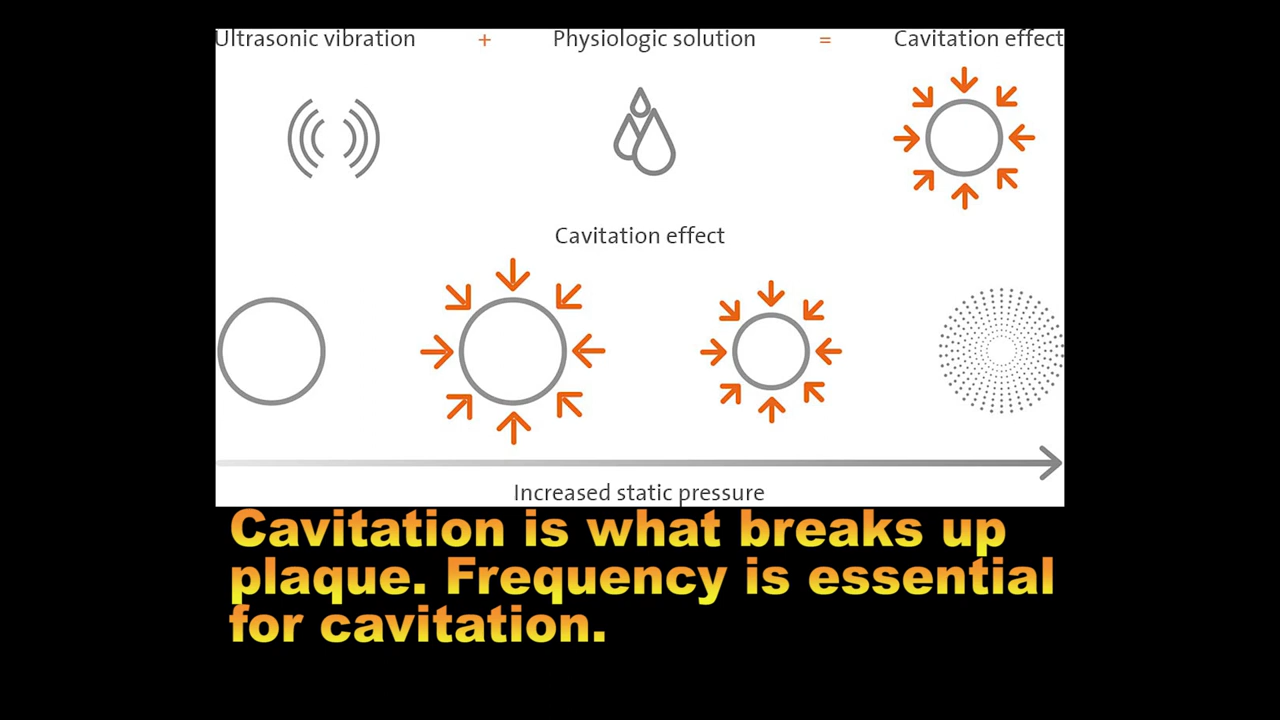 Ultrasonic vibration + Physiologic solution = Cavitation effect
Cavitation effect
Increased static pressure
Cavitation is what breaks up
plaque. Frequency is essential
for cavitation.